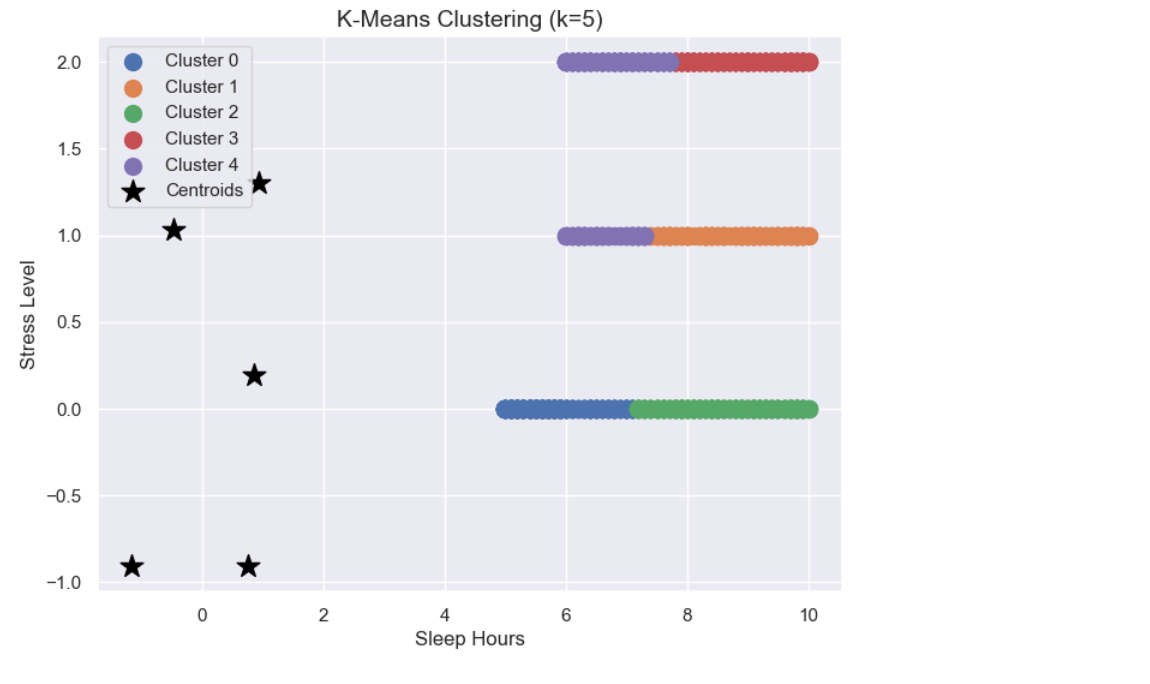 K-Means Clustering (k=5)
Cluster 0
Cluster 1
Cluster 2
Cluster 3
Cluster 4
Centroids
Stress Level
2.0
1.5
1.0
0.5
0.0
−0.5
−1.0
0 2 4 6 8 10
Sleep Hours